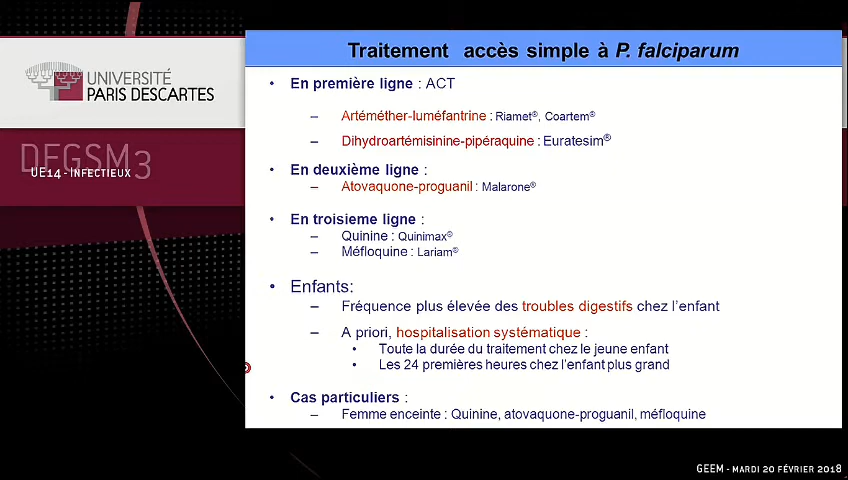 UNIVERSITÉ
PARIS DESCARTES
DFGSM3
UE14 - INFECTIEUX
Traitement accès simple à P. falciparum
• En première ligne : ACT
– Artéméther-luméfantrine : Riamet®, Coartem®
– Dihydroartémisinine-pipéraquine : Euratesim®
• En deuxième ligne :
– Atovaquone-proguanil : Malarone®
• En troisieme ligne :
– Quinine : Quinimax®
– Méfloquine : Lariam®
• Enfants:
– Fréquence plus élevée des troubles digestifs chez l'enfant
– A priori, hospitalisation systématique :
• Toute la durée du traitement chez le jeune enfant
• Les 24 premières heures chez l'enfant plus grand
• Cas particuliers :
– Femme enceinte : Quinine, atovaquone-proguanil, méfloquine
GEEM - MARDI 20 FÉVRIER 2018